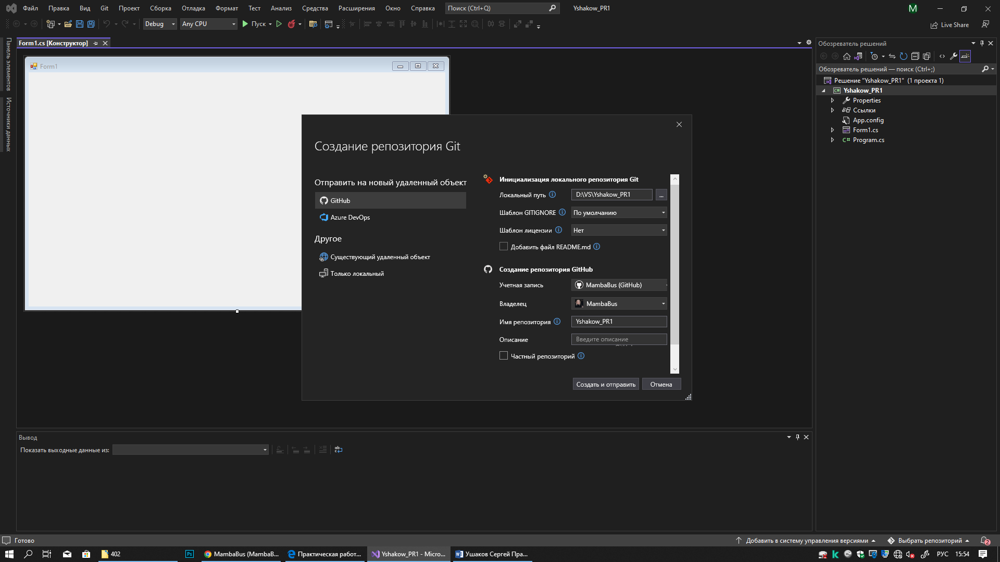 Файл Правка Вид Git Проект Сборка Отладка Формат Тест Анализ Средства Расширения Окно Справка Поиск (Ctrl+Q) Yshakow_PR1 M
Debug Any CPU Пуск Live Share
Панель элементов
Источники данных
Form1.cs [Конструктор]
Form1
Создание репозитория Git
Отправить на новый удаленный объект
GitHub
Azure DevOps
Другое
Существующий удаленный объект
Только локальный
Инициализация локального репозитория Git
Локальный путь D:\VS\Yshakow_PR1 ...
Шаблон GITIGNORE По умолчанию
Шаблон лицензии Нет
Добавить файл README.md
Создание репозитория GitHub
Учетная запись MambaBus (GitHub)
Владелец MambaBus
Имя репозитория Yshakow_PR1
Описание Введите описание
Частный репозиторий
Создать и отправить Отмена
Обозреватель решений
Обозреватель решений — поиск (Ctrl+;)
Решение "Yshakow_PR1" (1 проекта 1)
C# Yshakow_PR1
Properties
Ссылки
App.config
Form1.cs
C# Program.cs
Вывод
Показать выходные данные из:
Готово Добавить в систему управления версиями Выбрать репозиторий 2
402 Ps MambaBus (MambaB... Практическая работ... Yshakow_PR1 - Micro... Ушаков Сергей Пра... РУС 15:54